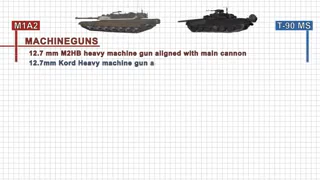 M1A2
T-90 MS
MACHINEGUNS
12.7 mm M2HB heavy machine gun aligned with main cannon
12.7mm Kord Heavy machine gun a